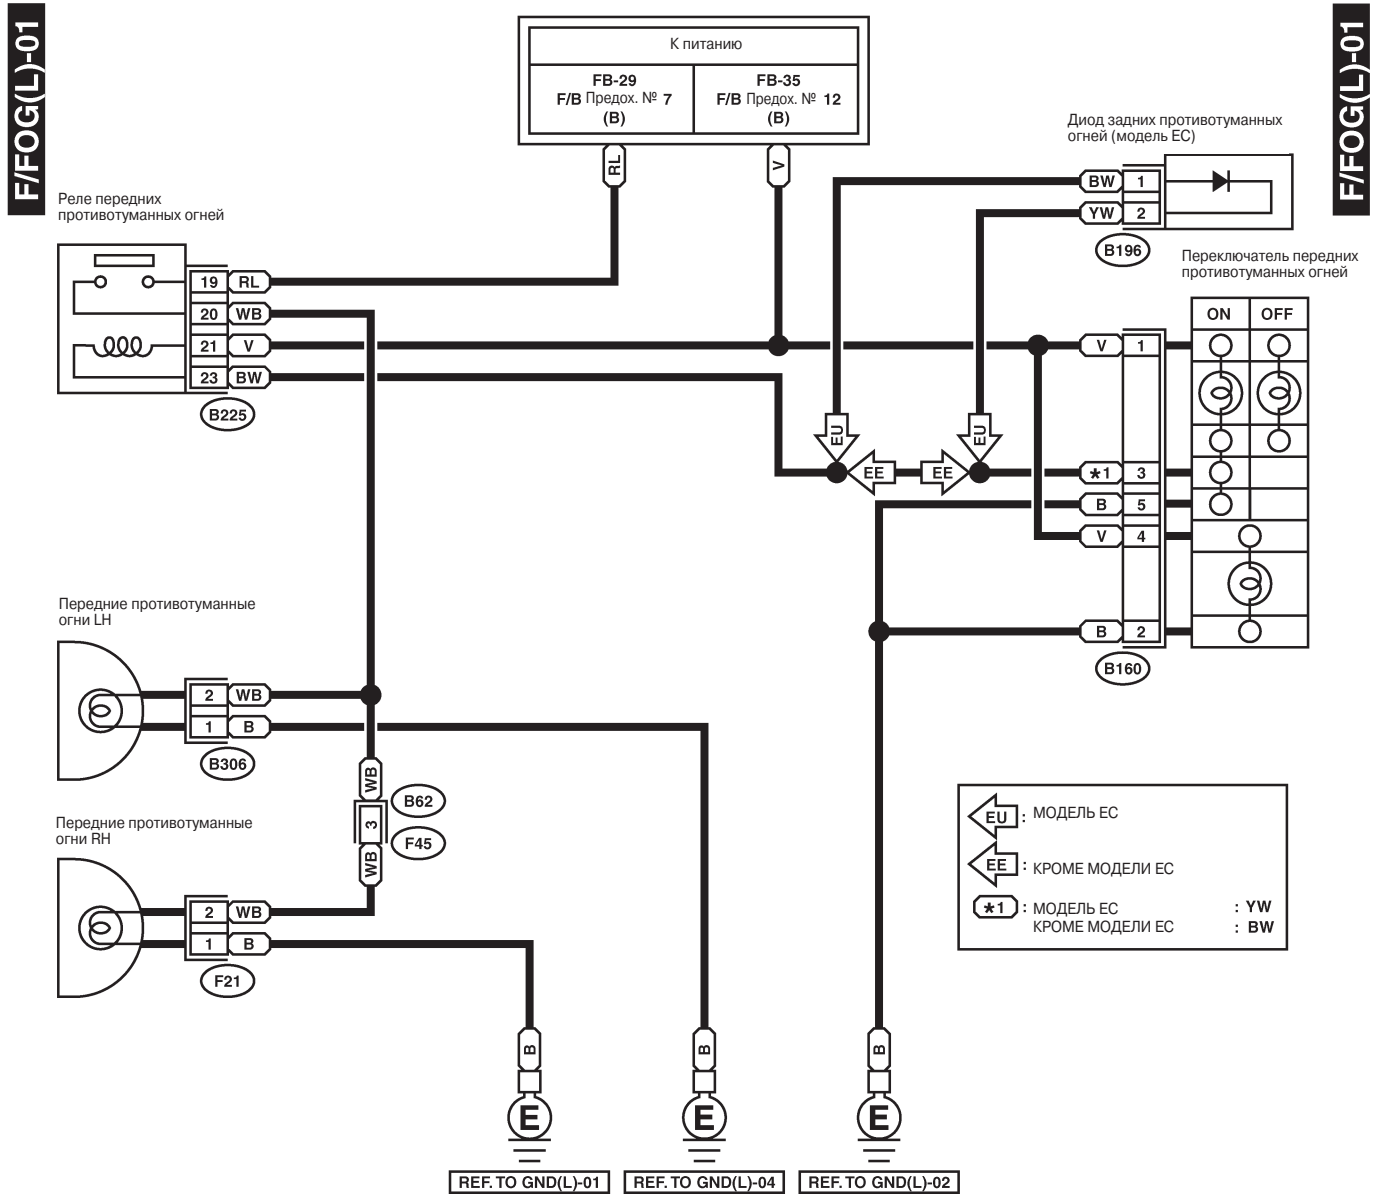 F/FOG(L)-01
F/FOG(L)-01
К питанию
FB-29
F/B Предох. № 7
(B)
FB-35
F/B Предох. № 12
(B)
RL
V
Диод задних противотуманных
огней (модель EC)
BW 1
YW 2
B196
Реле передних
противотуманных огней
19 RL
20 WB
21 V
23 BW
B225
Переключатель передних
противотуманных огней
ON OFF
V 1
*1 3
B 5
V 4
B 2
B160
EU
EU
EE
EE
Передние противотуманные
огни LH
2 WB
1 B
B306
WB
B62
3
F45
WB
Передние противотуманные
огни RH
2 WB
1 B
F21
EU : МОДЕЛЬ ЕС
EE : КРОМЕ МОДЕЛИ ЕС
*1 : МОДЕЛЬ ЕС : YW
КРОМЕ МОДЕЛИ ЕС : BW
B
B
B
E
E
E
REF. TO GND(L)-01
REF. TO GND(L)-04
REF. TO GND(L)-02